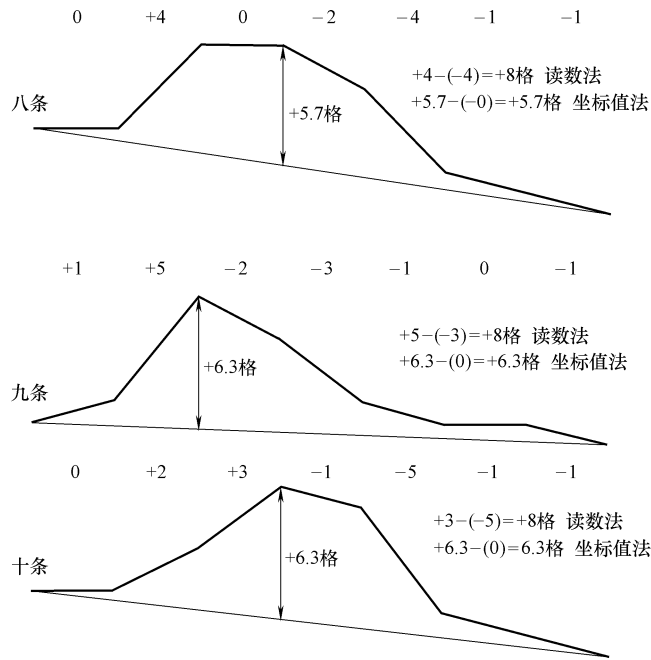 0 +4 0 −2 −4 −1 −1
+4−(−4)=+8格 读数法
八条
+5.7−(−0)=+5.7格 坐标值法
+5.7格
+1 +5 −2 −3 −1 0 −1
+5−(−3)=+8格 读数法
+6.3−(0)=+6.3格 坐标值法
+6.3格
九条
0 +2 +3 −1 −5 −1 −1
+3−(−5)=+8格 读数法
+6.3−(0)=6.3格 坐标值法
+6.3格
十条